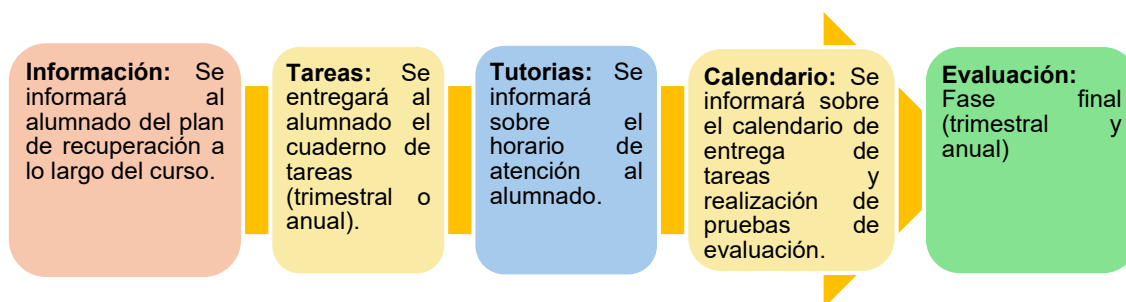 Información: Se
informará al
alumnado del plan
de recuperación a
lo largo del curso.
Tareas: Se
entregará al
alumnado el
cuaderno de
tareas
(trimestral o
anual).
Tutorias: Se
informará
sobre el
horario de
atención al
alumnado.
Calendario: Se
informará sobre
el calendario de
entrega de
tareas y
realización de
pruebas de
evaluación.
Evaluación:
Fase final
(trimestral y
anual)